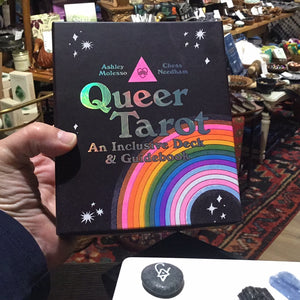 Ashley Molesso
Chess Needham
Queer
Tarot
An Inclusive Deck
& Guidebook